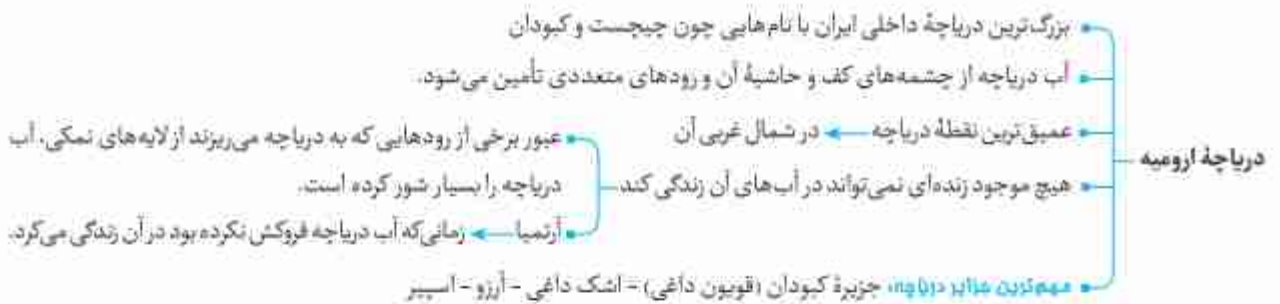 دریاچهٔ ارومیه
بزرگ‌ترین دریاچهٔ داخلی ایران با نام‌هایی چون چیچست و کبودان
آب دریاچه از چشمه‌های کف و حاشیهٔ آن و رودهای متعددی تأمین می‌شود.
عمیق‌ترین نقطهٔ دریاچه ← در شمال غربی آن
هیچ موجود زنده‌ای نمی‌تواند در آب‌های آن زندگی کند
عبور برخی از رودهایی که به دریاچه می‌ریزند از لایه‌های نمکی، آب
دریاچه را بسیار شور کرده است.
آرتمیا ← زمانی‌که آب دریاچه فروکش نکرده بود در آن زندگی می‌کرد.
مهم‌ترین جزایر دریاچه: جزیرهٔ کبودان (قویون داغی) - اشک داغی - آرزو - اسپیر